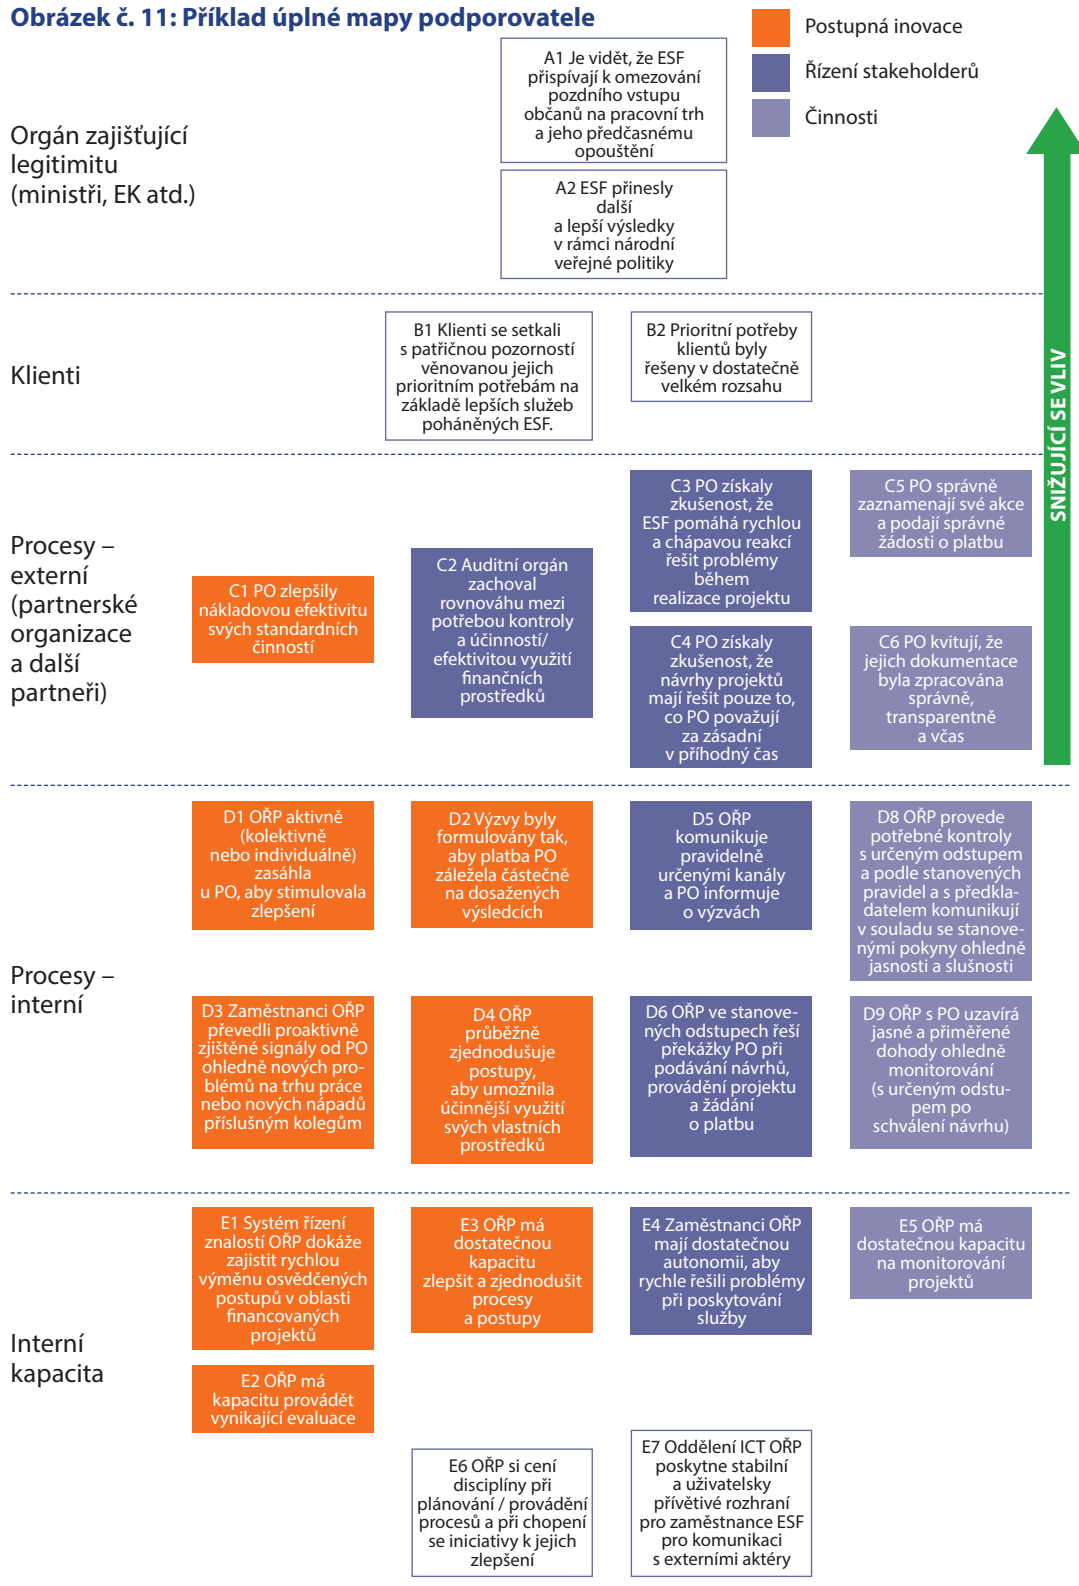 Obrázek č. 11: Příklad úplné mapy podporovatele
Postupná inovace
Řízení stakeholderů
Činnosti
SNIŽUJÍCÍ SE VLIV
Orgán zajišťující
legitimitu
(ministři, EK atd.)
A1 Je vidět, že ESF
přispívají k omezování
pozdního vstupu
občanů na pracovní trh
a jeho předčasnému
opouštění
A2 ESF přinesly
další
a lepší výsledky
v rámci národní
veřejné politiky
Klienti
B1 Klienti se setkali
s patřičnou pozorností
věnovanou jejich
prioritním potřebám na
základě lepších služeb
poháněných ESF.
B2 Prioritní potřeby
klientů byly
řešeny v dostatečně
velkém rozsahu
Procesy –
externí
(partnerské
organizace
a další
partneři)
C1 PO zlepšily
nákladovou efektivitu
svých standardních
činností
C2 Auditní orgán
zachoval
rovnováhu mezi
potřebou kontroly
a účinností/
efektivitou využití
finančních
prostředků
C3 PO získaly
zkušenost, že
ESF pomáhá rychlou
a chápavou reakcí
řešit problémy
během
realizace projektu
C4 PO získaly
zkušenost, že
návrhy projektů
mají řešit pouze to,
co PO považují
za zásadní
v příhodný čas
C5 PO správně
zaznamenají své akce
a podají správné
žádosti o platbu
C6 PO kvitují, že
jejich dokumentace
byla zpracována
správně,
transparentně
a včas
Procesy –
interní
D1 OŘP aktivně
(kolektivně
nebo individuálně)
zasáhla
u PO, aby stimulovala
zlepšení
D2 Výzvy byly
formulovány tak,
aby platba PO
záležela částečně
na dosažených
výsledcích
D5 OŘP
komunikuje
pravidelně
určenými kanály
a PO informuje
o výzvách
D8 OŘP provede
potřebné kontroly
s určeným odstupem
a podle stanovených
pravidel a s předkla-
datelem komunikují
v souladu se stanove-
nými pokyny ohledně
jasnosti a slušnosti
D3 Zaměstnanci OŘP
převedli proaktivně
zjištěné signály od PO
ohledně nových pro-
blémů na trhu práce
nebo nových nápadů
příslušným kolegům
D4 OŘP
průběžně
zjednodušuje
postupy,
aby umožnila
účinnější využití
svých vlastních
prostředků
D6 OŘP ve stanove-
ných odstupech řeší
překážky PO při
podávání návrhů,
provádění projektu
a žádání
o platbu
D9 OŘP s PO uzavírá
jasné a přiměřené
dohody ohledně
monitorování
(s určeným odstu-
pem po
schválení návrhu)
Interní
kapacita
E1 Systém řízení
znalostí OŘP dokáže
zajistit rychlou
výměnu osvědčených
postupů v oblasti
financovaných
projektů
E2 OŘP má
kapacitu provádět
vynikající evaluace
E3 OŘP má
dostatečnou
kapacitu
zlepšit a zjednodušit
procesy
a postupy
E4 Zaměstnanci OŘP
mají dostatečnou
autonomii, aby
rychle řešili problémy
při poskytování
služby
E5 OŘP má
dostatečnou kapacitu
na monitorování
projektů
E6 OŘP si cení
disciplíny při
plánování / provádění
procesů a při chopení
se iniciativy k jejich
zlepšení
E7 Oddělení ICT OŘP
poskytne stabilní
a uživatelsky
přívětivé rozhraní
pro zaměstnance ESF
pro komunikaci
s externími aktéry